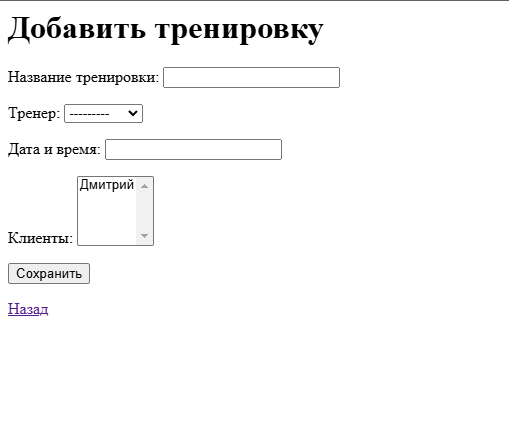 Добавить тренировку
Название тренировки:
Тренер: ---------
Дата и время:
Дмитрий
Клиенты:
Сохранить
Назад